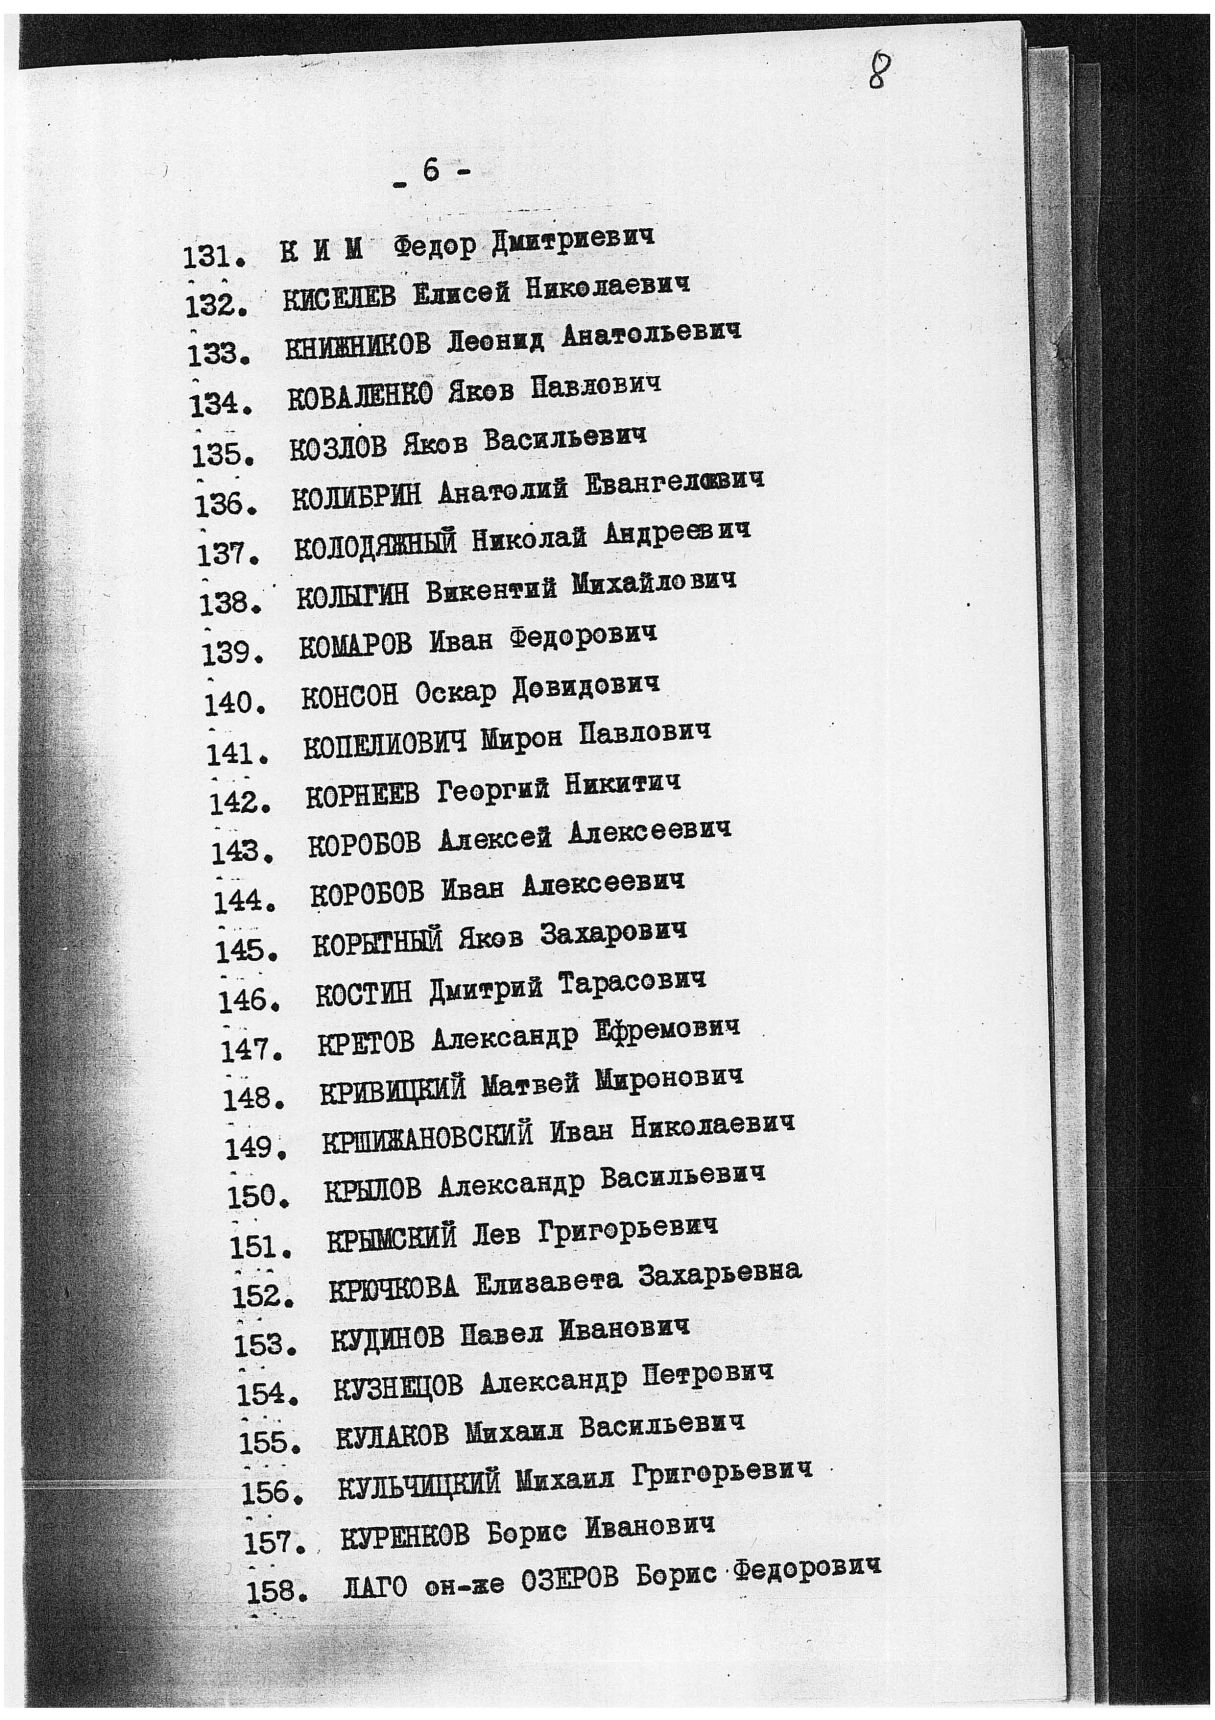 8
- 6 -
131. К И М Федор Дмитриевич
132. КИСЕЛЕВ Елисей Николаевич
133. КНИЖНИКОВ Леонид Анатольевич
134. КОВАЛЕНКО Яков Павлович
135. КОЗЛОВ Яков Васильевич
136. КОЛИБРИН Анатолий Евангелович
137. КОЛОДЯЖНЫЙ Николай Андреевич
138. КОЛЫГИН Викентий Михайлович
139. КОМАРОВ Иван Федорович
140. КОНСОН Оскар Довидович
141. КОПЕЛИОВИЧ Мирон Павлович
142. КОРНЕЕВ Георгий Никитич
143. КОРОБОВ Алексей Алексеевич
144. КОРОБОВ Иван Алексеевич
145. КОРЫТНЫЙ Яков Захарович
146. КОСТИН Дмитрий Тарасович
147. КРЕТОВ Александр Ефремович
148. КРИВИЦКИЙ Матвей Миронович
149. КРШИЖАНОВСКИЙ Иван Николаевич
150. КРЫЛОВ Александр Васильевич
151. КРЫМСКИЙ Лев Григорьевич
152. КРЮЧКОВА Елизавета Захарьевна
153. КУДИНОВ Павел Иванович
154. КУЗНЕЦОВ Александр Петрович
155. КУЛАКОВ Михаил Васильевич
156. КУЛЬЧИЦКИЙ Михаил Григорьевич
157. КУРЕНКОВ Борис Иванович
158. ЛАГО он-же ОЗЕРОВ Борис Федорович